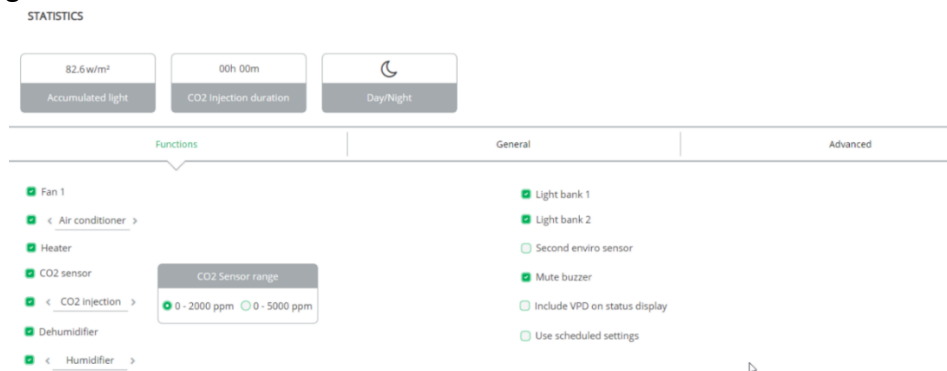 STATISTICS
82.6w/m²
00h 00m
Accumulated light
CO2 Injection duration
Day/Night
Functions
General
Advanced
Fan 1
< Air conditioner >
Heater
CO2 sensor
CO2 Sensor range
0 - 2000 ppm 0 - 5000 ppm
< CO2 injection >
Dehumidifier
< Humidifier >
Light bank 1
Light bank 2
Second enviro sensor
Mute buzzer
Include VPD on status display
Use scheduled settings